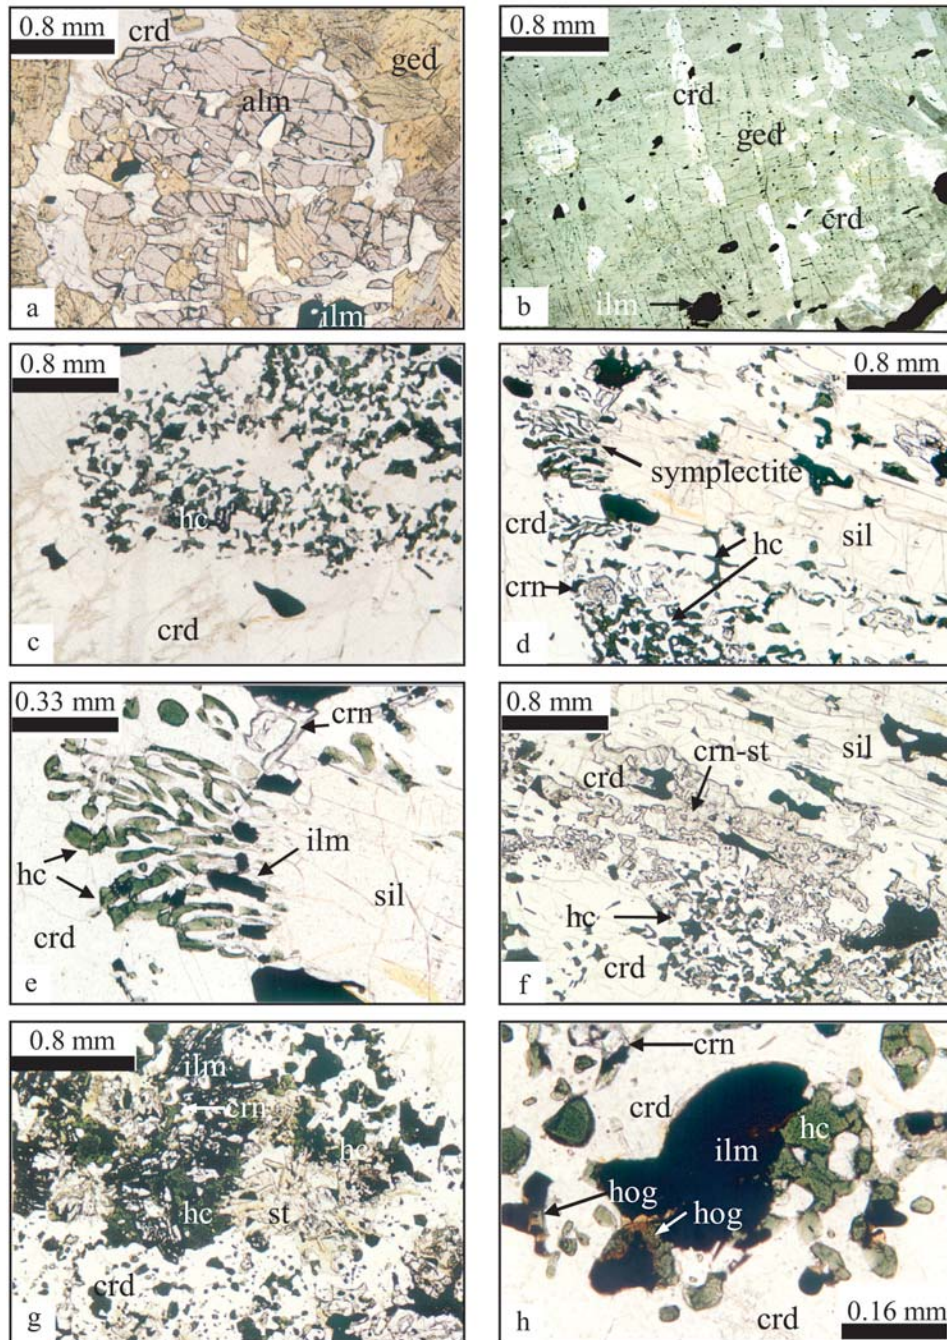 0.8 mm
crd
ged
alm
ilm
a
0.8 mm
crd
ged
črd
ilm
b
0.8 mm
hc
crd
c
0.8 mm
symplectite
crd
hc
sil
crn
d
0.33 mm
crn
ilm
hc
sil
crd
e
0.8 mm
sil
crn-st
crd
hc
crd
f
0.8 mm
ilm
crn
hc
hc
st
crd
g
crn
crd
hc
ilm
hog
hog
crd
0.16 mm
h